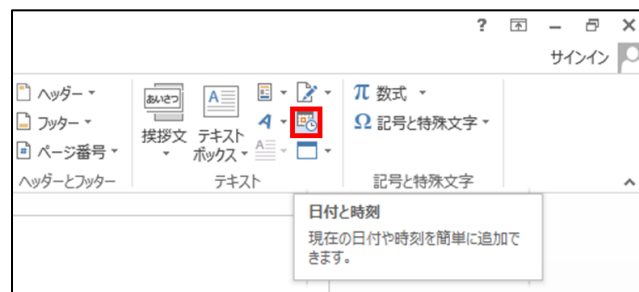 ?
サインイン
ヘッダー
フッター
ページ番号
ヘッダーとフッター
あいさつ
挨拶文
A
テキスト
ボックス
A
A
テキスト
π 数式
Ω 記号と特殊文字
記号と特殊文字
日付と時刻
現在の日付や時刻を簡単に追加で
きます。